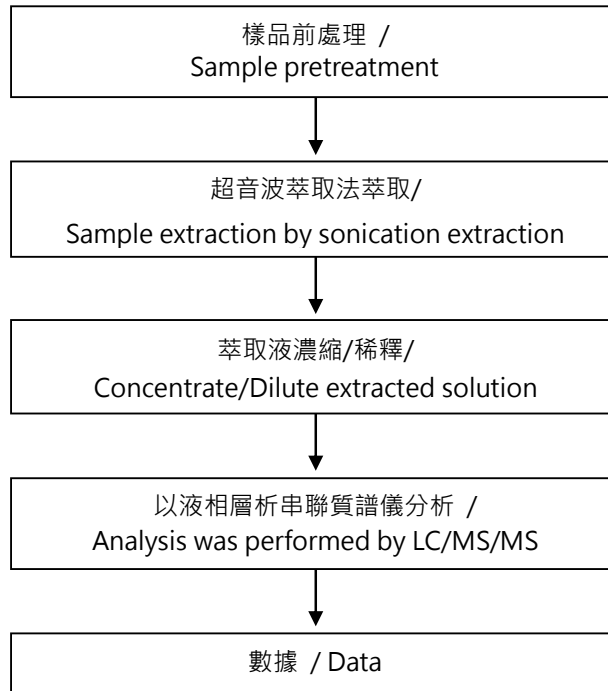 樣品前處理 /
Sample pretreatment
超音波萃取法萃取/
Sample extraction by sonication extraction
萃取液濃縮/稀釋/
Concentrate/Dilute extracted solution
以液相層析串聯質譜儀分析 /
Analysis was performed by LC/MS/MS
數據 / Data